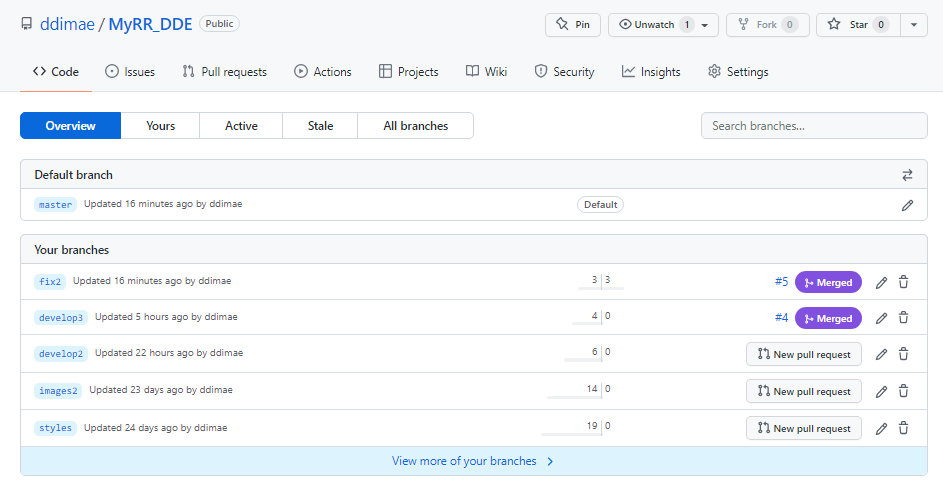 ddimae / MyRR_DDE Public Pin Unwatch 1 Fork 0 Star 0
Code Issues Pull requests Actions Projects Wiki Security Insights Settings
Overview Yours Active Stale All branches Search branches...
Default branch
master Updated 16 minutes ago by ddimae Default
Your branches
fix2 Updated 16 minutes ago by ddimae 3 3 #5 Merged
develop3 Updated 5 hours ago by ddimae 4 0 #4 Merged
develop2 Updated 22 hours ago by ddimae 6 0 New pull request
images2 Updated 23 days ago by ddimae 14 0 New pull request
styles Updated 24 days ago by ddimae 19 0 New pull request
View more of your branches